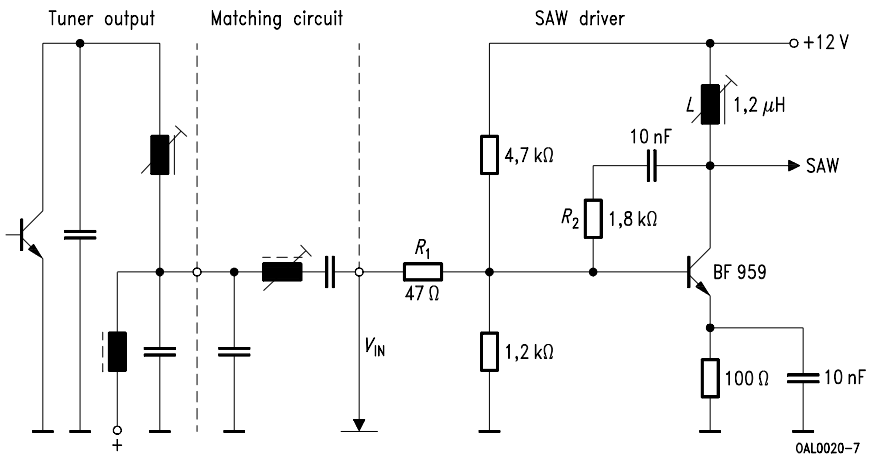 Tuner output
Matching circuit
SAW driver
+12 V
L
1,2 μH
10 nF
4,7 kΩ
SAW
R2
1,8 kΩ
R1
47 Ω
BF 959
VIN
1,2 kΩ
100 Ω
10 nF
+
OAL0020-7